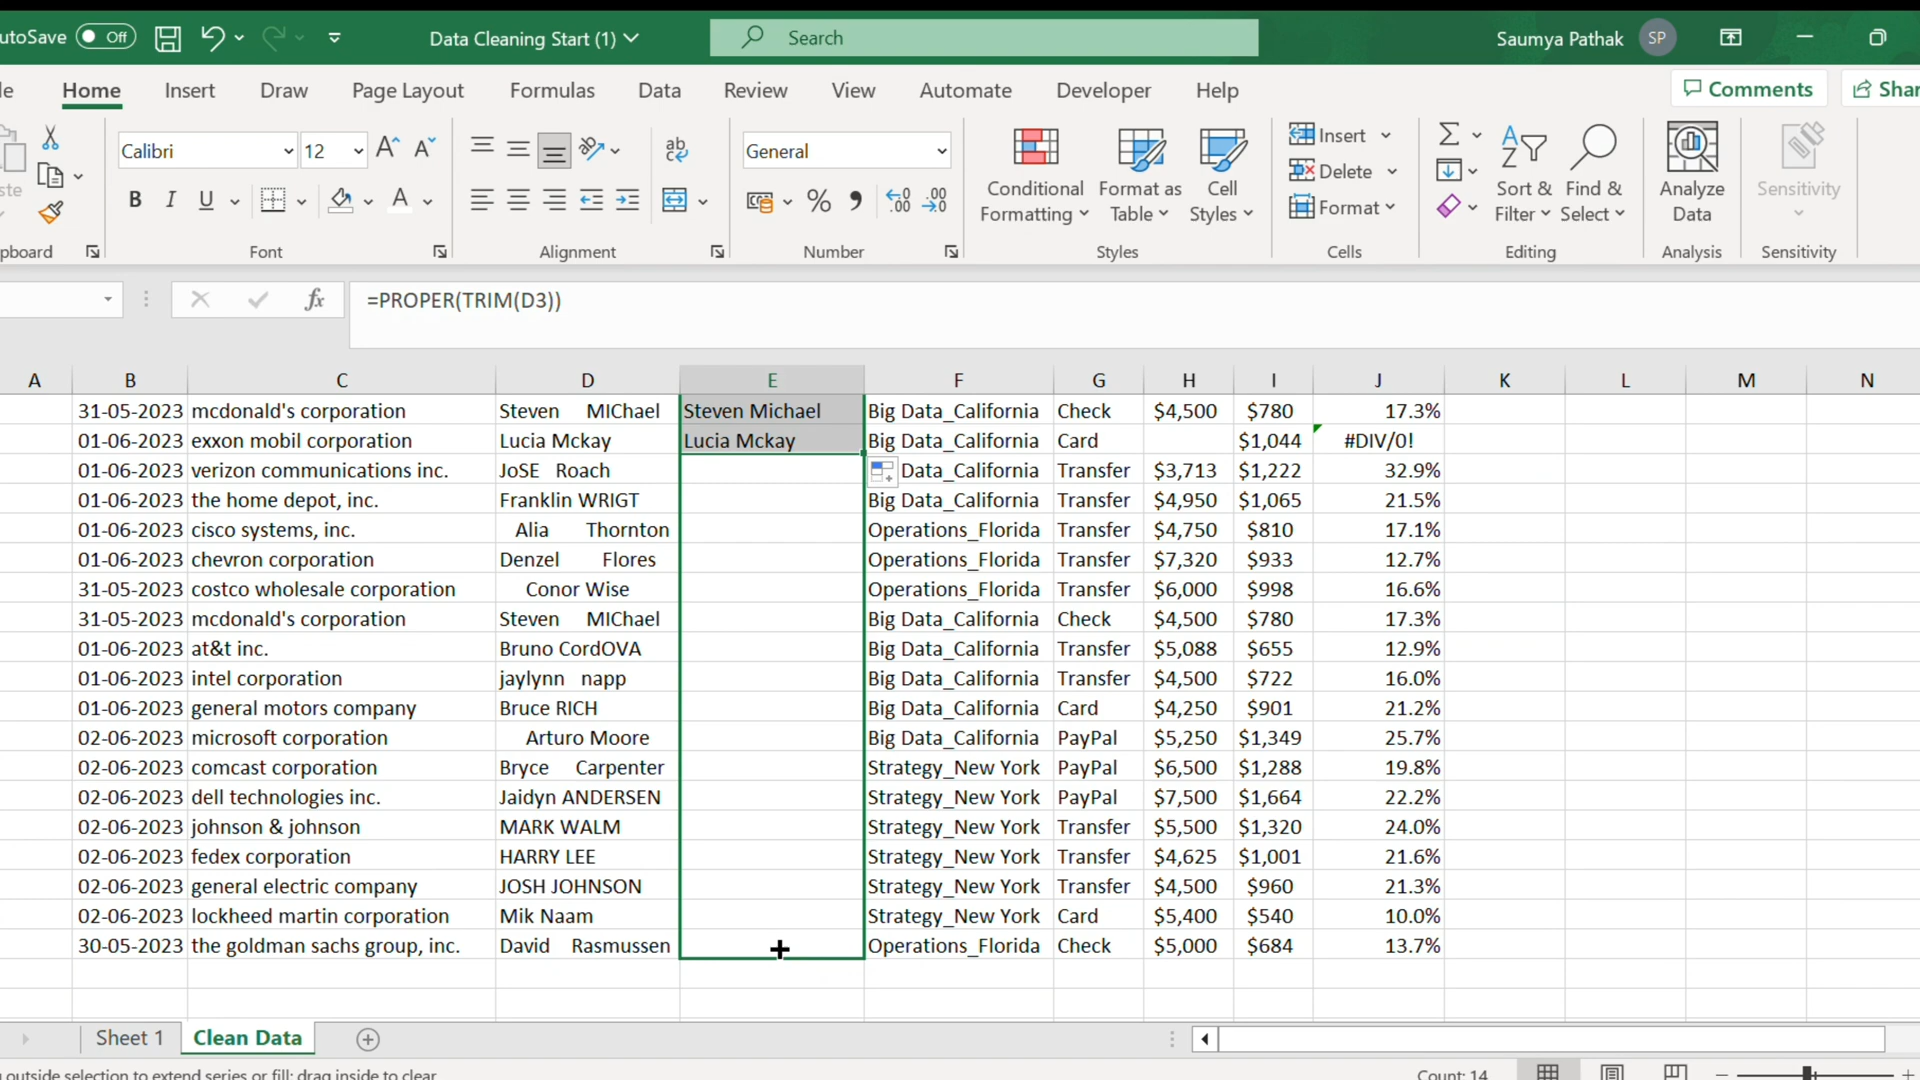 utoSave Off Data Cleaning Start (1) Search Saumya Pathak SP
le Home Insert Draw Page Layout Formulas Data Review View Automate Developer Help Comments Shar
ste Calibri 12 A A ab General Conditional Formatting Format as Table Cell Styles Insert Delete Format Sort & Filter Find & Select Analyze Data Sensitivity
B I U A % 9 .00 .00
pboard Font Alignment Number Styles Cells Editing Analysis Sensitivity
fx =PROPER(TRIM(D3))
A B C D E F G H I J K L M N
31-05-2023 mcdonald's corporation Steven MIChael Steven Michael Big Data_California Check $4,500 $780 17.3%
01-06-2023 exxon mobil corporation Lucia Mckay Lucia Mckay Big Data_California Card $1,044 #DIV/0!
01-06-2023 verizon communications inc. JoSE Roach Data_California Transfer $3,713 $1,222 32.9%
01-06-2023 the home depot, inc. Franklin WRIGT Big Data_California Transfer $4,950 $1,065 21.5%
01-06-2023 cisco systems, inc. Alia Thornton Operations_Florida Transfer $4,750 $810 17.1%
01-06-2023 chevron corporation Denzel Flores Operations_Florida Transfer $7,320 $933 12.7%
31-05-2023 costco wholesale corporation Conor Wise Operations_Florida Transfer $6,000 $998 16.6%
31-05-2023 mcdonald's corporation Steven MIChael Big Data_California Check $4,500 $780 17.3%
01-06-2023 at&t inc. Bruno CordOVA Big Data_California Transfer $5,088 $655 12.9%
01-06-2023 intel corporation jaylynn napp Big Data_California Transfer $4,500 $722 16.0%
01-06-2023 general motors company Bruce RICH Big Data_California Card $4,250 $901 21.2%
02-06-2023 microsoft corporation Arturo Moore Big Data_California PayPal $5,250 $1,349 25.7%
02-06-2023 comcast corporation Bryce Carpenter Strategy_New York PayPal $6,500 $1,288 19.8%
02-06-2023 dell technologies inc. Jaidyn ANDERSEN Strategy_New York PayPal $7,500 $1,664 22.2%
02-06-2023 johnson & johnson MARK WALM Strategy_New York Transfer $5,500 $1,320 24.0%
02-06-2023 fedex corporation HARRY LEE Strategy_New York Transfer $4,625 $1,001 21.6%
02-06-2023 general electric company JOSH JOHNSON Strategy_New York Transfer $4,500 $960 21.3%
02-06-2023 lockheed martin corporation Mik Naam Strategy_New York Card $5,400 $540 10.0%
30-05-2023 the goldman sachs group, inc. David Rasmussen Operations_Florida Check $5,000 $684 13.7%
Sheet 1 Clean Data
outside selection to extend series or fill; drag inside to clear Count: 14